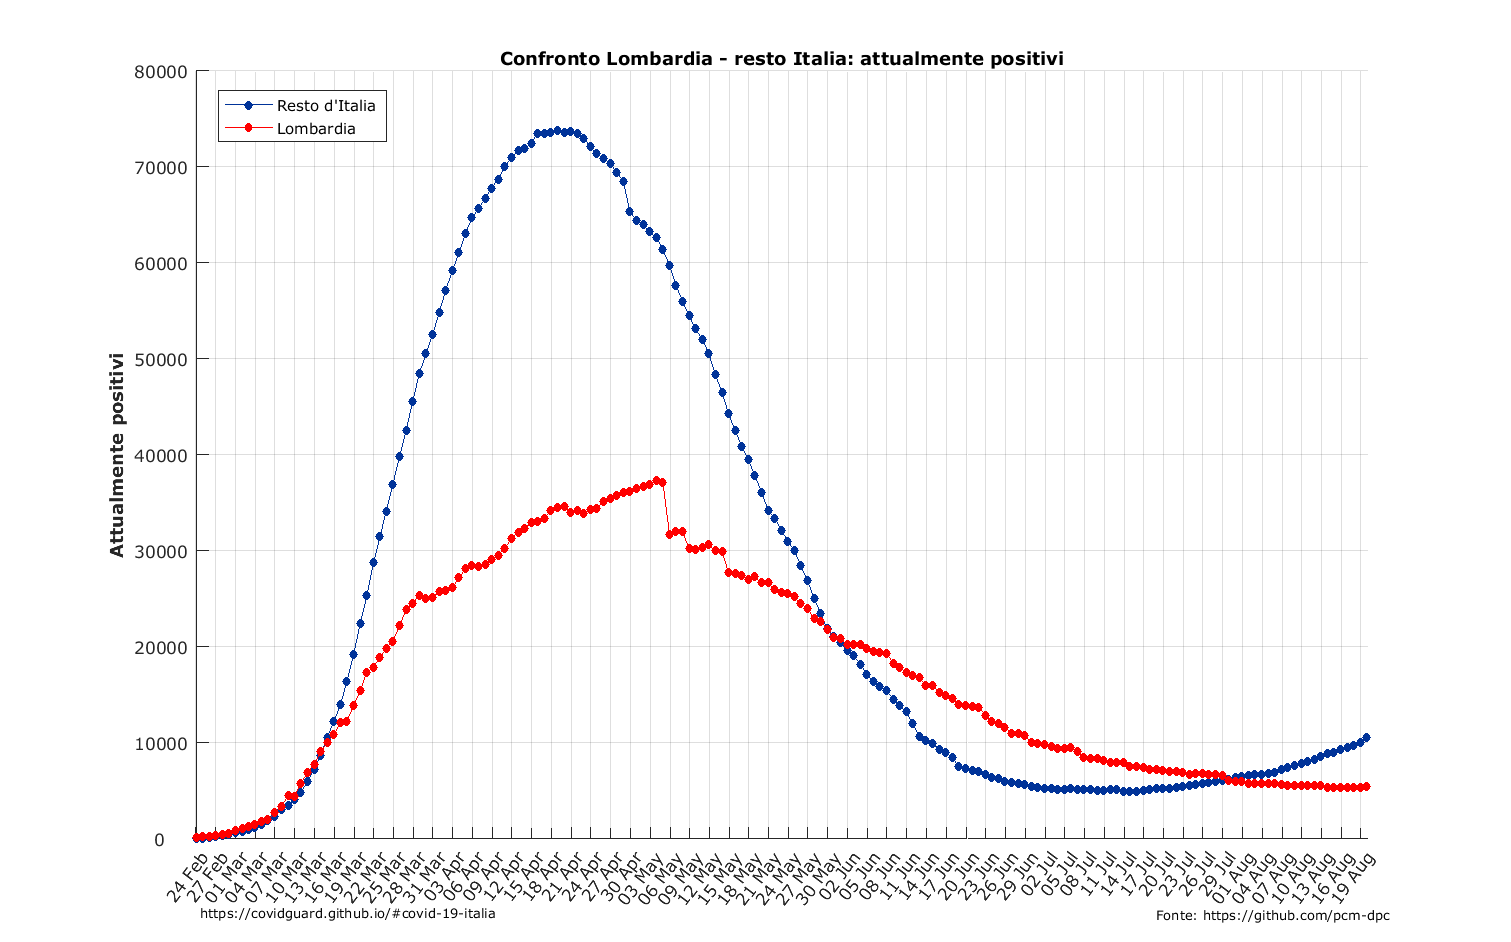 Confronto Lombardia - resto Italia: attualmente positivi
80000
70000
60000
50000
40000
30000
20000
10000
0
Attualmente positivi
Resto d'Italia
Lombardia
24 Feb
27 Feb
01 Mar
04 Mar
07 Mar
10 Mar
13 Mar
16 Mar
19 Mar
22 Mar
25 Mar
28 Mar
31 Mar
03 Apr
06 Apr
09 Apr
12 Apr
15 Apr
18 Apr
21 Apr
24 Apr
27 Apr
30 Apr
03 May
06 May
09 May
12 May
15 May
18 May
21 May
24 May
27 May
30 May
02 Jun
05 Jun
08 Jun
11 Jun
14 Jun
17 Jun
20 Jun
23 Jun
26 Jun
29 Jun
02 Jul
05 Jul
08 Jul
11 Jul
14 Jul
17 Jul
20 Jul
23 Jul
26 Jul
29 Jul
01 Aug
04 Aug
07 Aug
10 Aug
13 Aug
16 Aug
19 Aug
https://covidguard.github.io/#covid-19-italia
Fonte: https://github.com/pcm-dpc